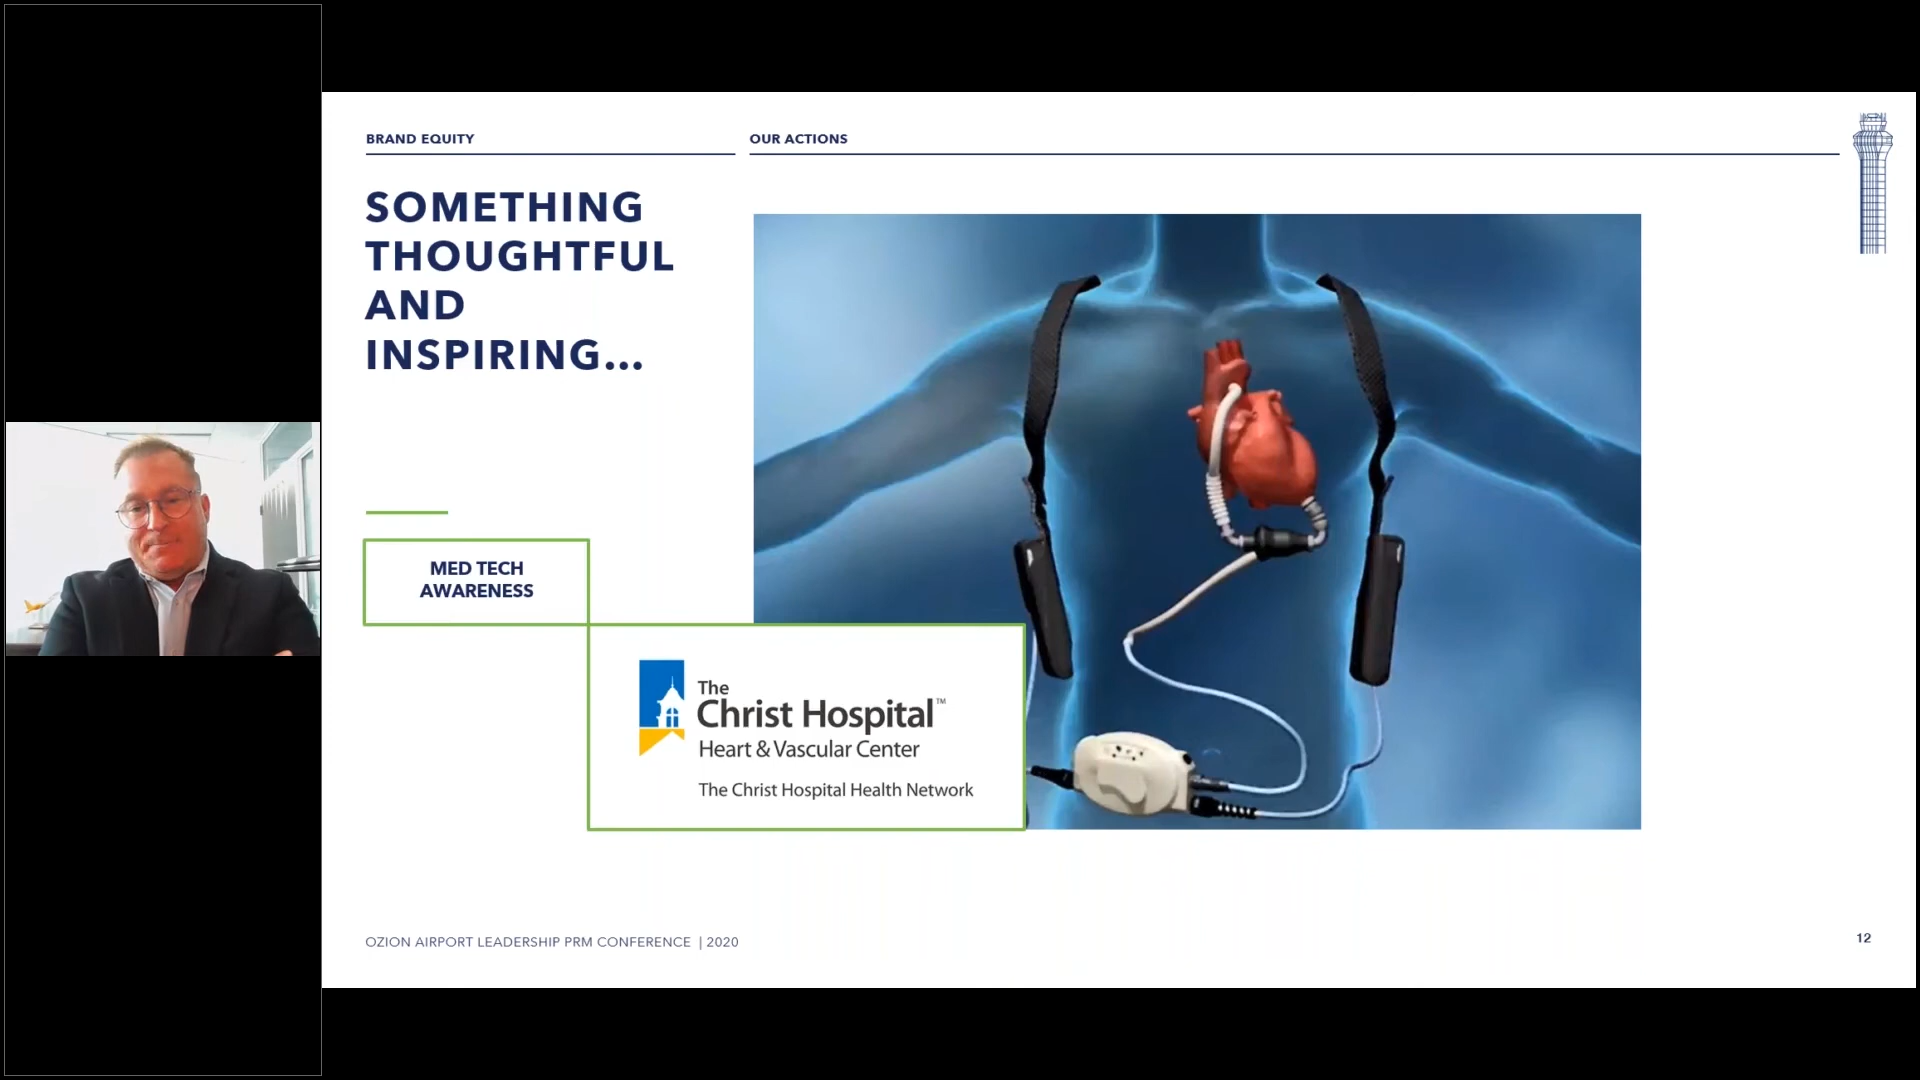 BRAND EQUITY
OUR ACTIONS
SOMETHING
THOUGHTFUL
AND
INSPIRING...
MED TECH
AWARENESS
The
Christ Hospital™
Heart & Vascular Center
The Christ Hospital Health Network
OZION AIRPORT LEADERSHIP PRM CONFERENCE | 2020
12